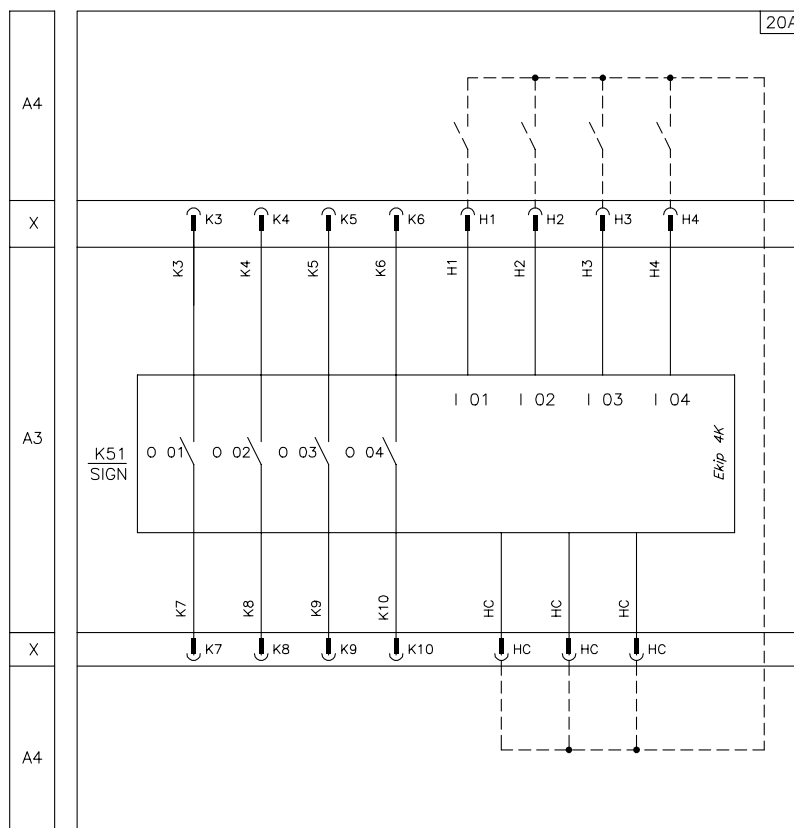 20A
A4
X
K3 K4 K5 K6 H1 H2 H3 H4
K3 K4 K5 K6 H1 H2 H3 H4
I 01 I 02 I 03 I 04
A3
K51
SIGN
O 01 O 02 O 03 O 04
Ekip 4K
K7 K8 K9 K10 HC HC HC
X
K7 K8 K9 K10 HC HC HC
A4